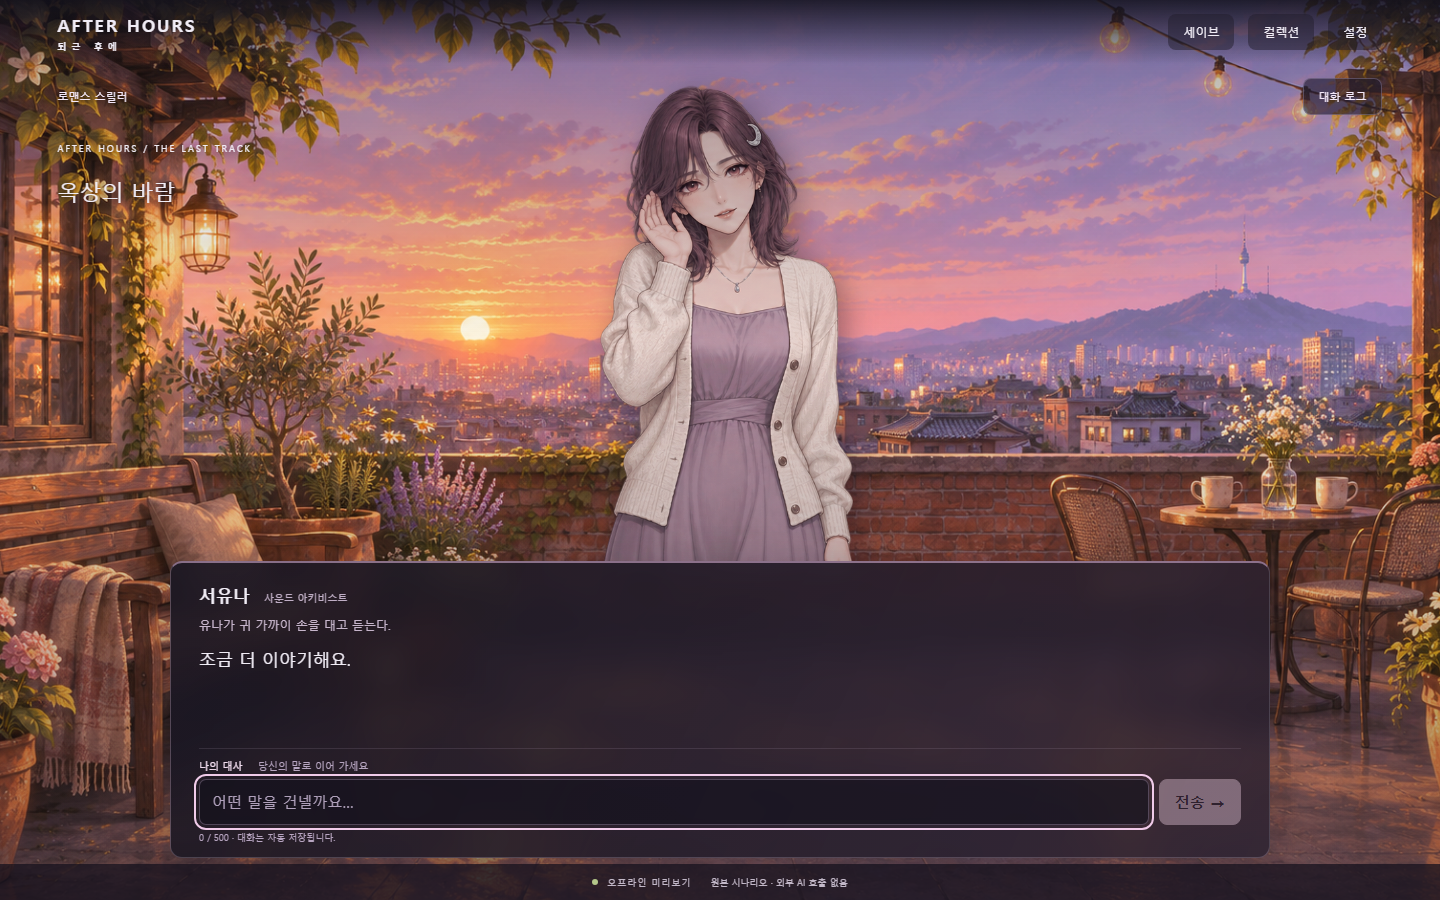 AFTER HOURS
퇴근 후에
세이브
컬렉션
설정
로맨스 스릴러
대화 로그
AFTER HOURS / THE LAST TRACK
옥상의 바람
서유나 사운드 아키비스트
유나가 귀 가까이 손을 대고 듣는다.
조금 더 이야기해요.
나의 대사 당신의 말로 이어 가세요
어떤 말을 건넬까요...
전송 →
0 / 500 · 대화는 자동 저장됩니다.
오프라인 미리보기 원본 시나리오 · 외부 AI 호출 없음